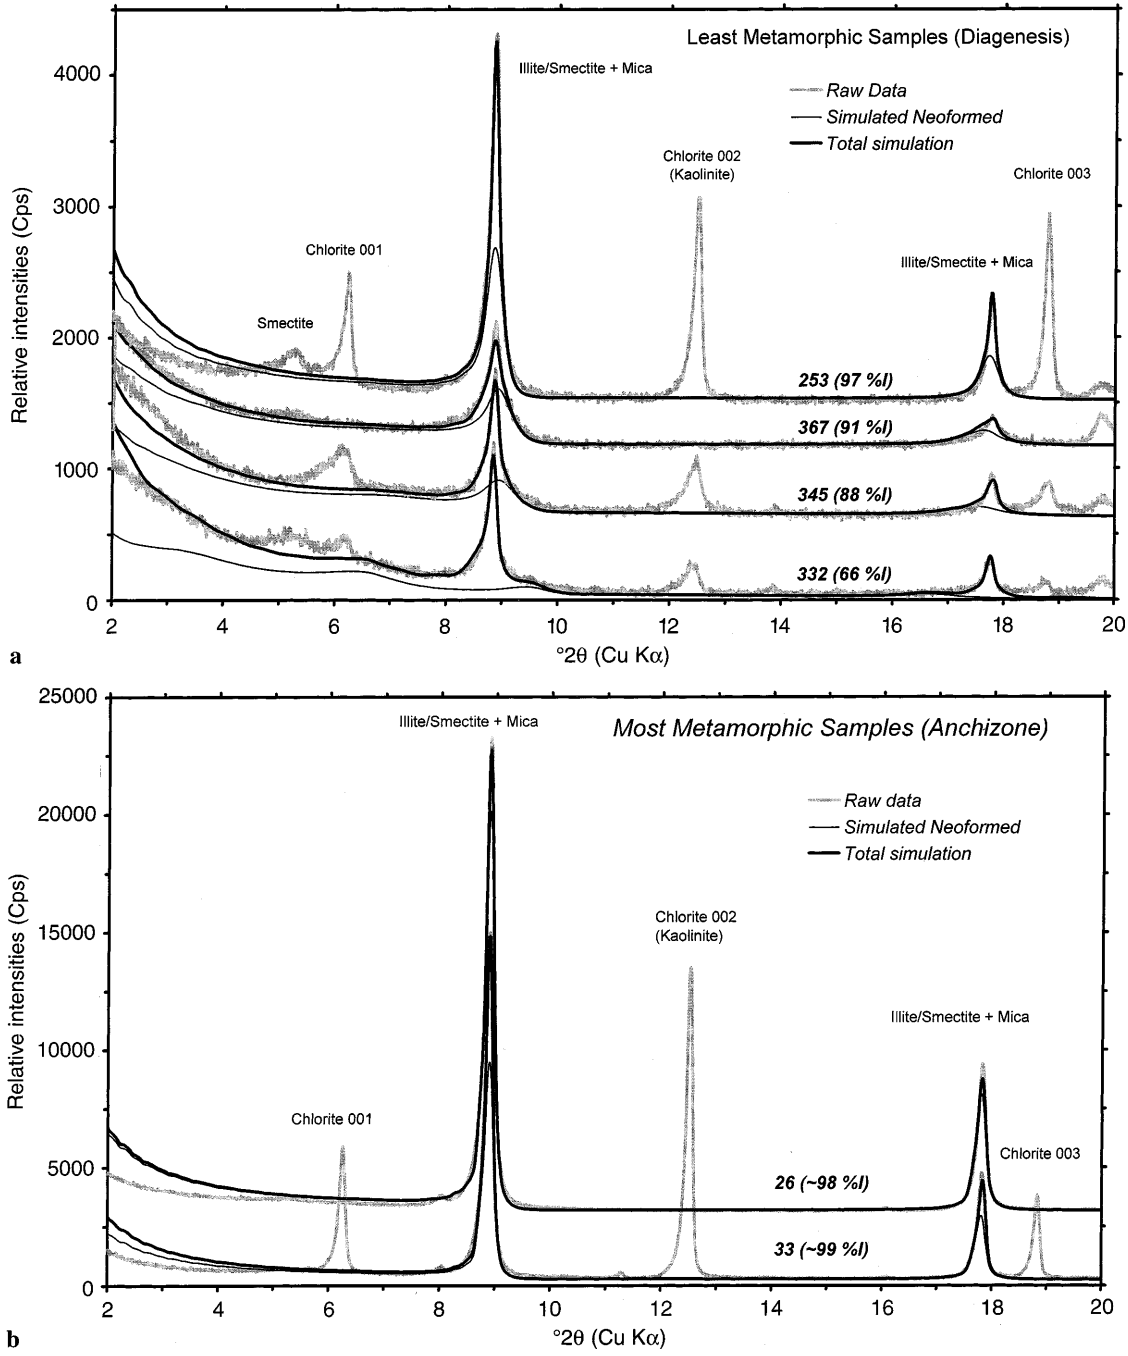 Least Metamorphic Samples (Diagenesis)
Illite/Smectite + Mica
Raw Data
Simulated Neoformed
Total simulation
Chlorite 002
(Kaolinite)
Chlorite 003
Chlorite 001
Illite/Smectite + Mica
Smectite
253 (97 %I)
367 (91 %I)
345 (88 %I)
332 (66 %I)
Relative intensities (Cps)
4000
3000
2000
1000
0
2 4 6 8 10 12 14 16 18 20
°2θ (Cu Kα)
a
25000
Illite/Smectite + Mica
Most Metamorphic Samples (Anchizone)
Raw data
Simulated Neoformed
Total simulation
Chlorite 002
(Kaolinite)
Illite/Smectite + Mica
Chlorite 001
Chlorite 003
26 (~98 %I)
33 (~99 %I)
Relative intensities (Cps)
20000
15000
10000
5000
0
2 4 6 8 10 12 14 16 18 20
°2θ (Cu Kα)
b